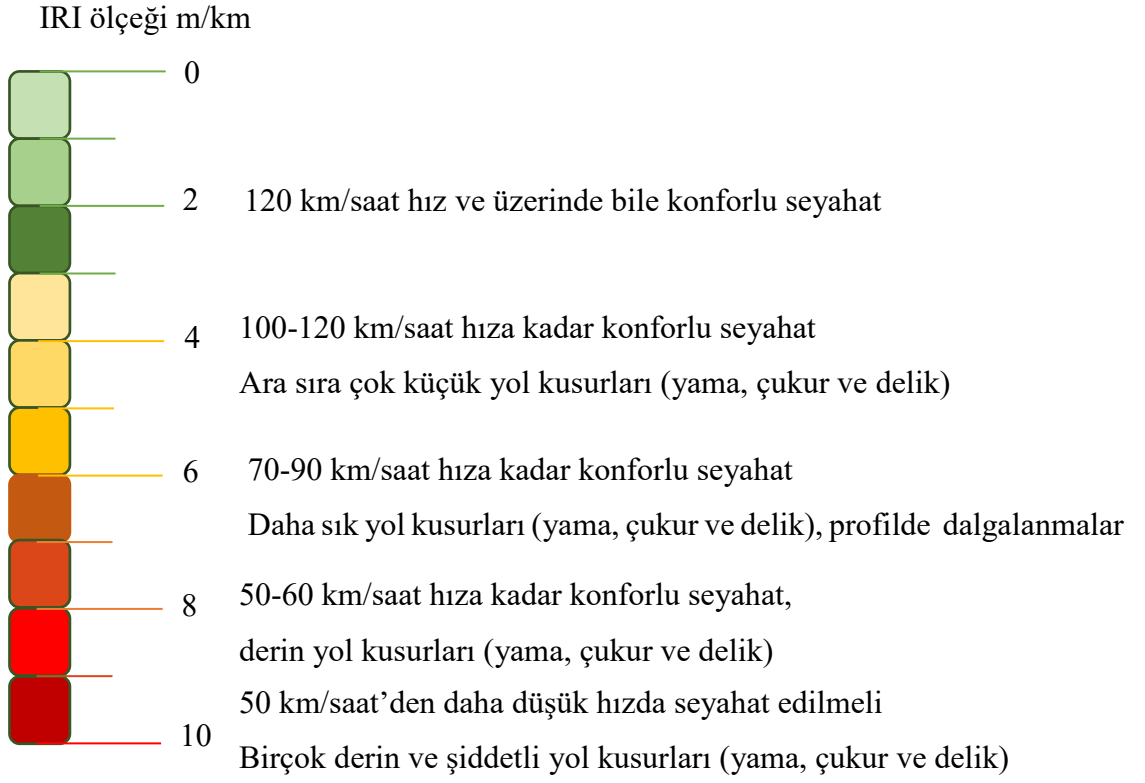 IRI ölçeği m/km
0
2 120 km/saat hız ve üzerinde bile konforlu seyahat
4 100-120 km/saat hıza kadar konforlu seyahat
Ara sıra çok küçük yol kusurları (yama, çukur ve delik)
6 70-90 km/saat hıza kadar konforlu seyahat
Daha sık yol kusurları (yama, çukur ve delik), profilde dalgalanmalar
8 50-60 km/saat hıza kadar konforlu seyahat,
derin yol kusurları (yama, çukur ve delik)
50 km/saat’den daha düşük hızda seyahat edilmeli
10
Birçok derin ve şiddetli yol kusurları (yama, çukur ve delik)